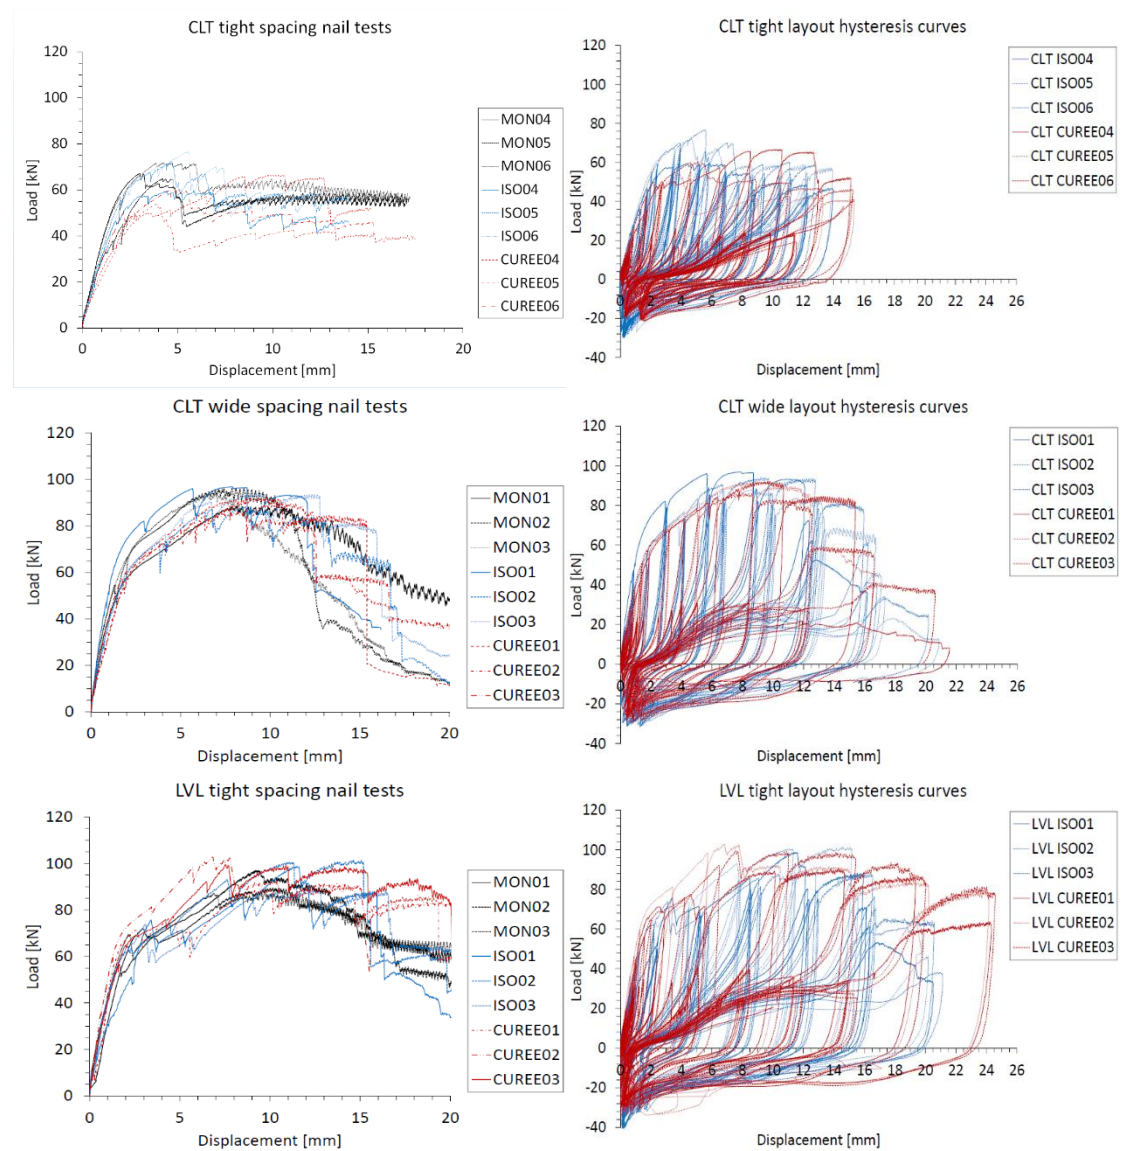 CLT tight spacing nail tests
120
100
80
60
40
20
0
Load [kN]
0 5 10 15 20
Displacement [mm]
MON04
MON05
MON06
ISO04
ISO05
ISO06
CUREE04
CUREE05
CUREE06
CLT tight layout hysteresis curves
120
100
80
60
40
20
0
-20
-40
Load [kN]
0 2 4 6 8 10 12 14 16 18 20 22 24 26
Displacement [mm]
CLT ISO04
CLT ISO05
CLT ISO06
CLT CUREE04
CLT CUREE05
CLT CUREE06
CLT wide spacing nail tests
120
100
80
60
40
20
0
Load [kN]
0 5 10 15 20
Displacement [mm]
MON01
MON02
MON03
ISO01
ISO02
ISO03
CUREE01
CUREE02
CUREE03
CLT wide layout hysteresis curves
120
100
80
60
40
20
0
-20
-40
Load [kN]
0 2 4 6 8 10 12 14 16 18 20 22 24 26
Displacement [mm]
CLT ISO01
CLT ISO02
CLT ISO03
CLT CUREE01
CLT CUREE02
CLT CUREE03
LVL tight spacing nail tests
120
100
80
60
40
20
0
Load [kN]
0 5 10 15 20
Displacement [mm]
MON01
MON02
MON03
ISO01
ISO02
ISO03
CUREE01
CUREE02
CUREE03
LVL tight layout hysteresis curves
120
100
80
60
40
20
0
-20
-40
Load [kN]
0 2 4 6 8 10 12 14 16 18 20 22 24 26
Displacement [mm]
LVL ISO01
LVL ISO02
LVL ISO03
LVL CUREE01
LVL CUREE02
LVL CUREE03